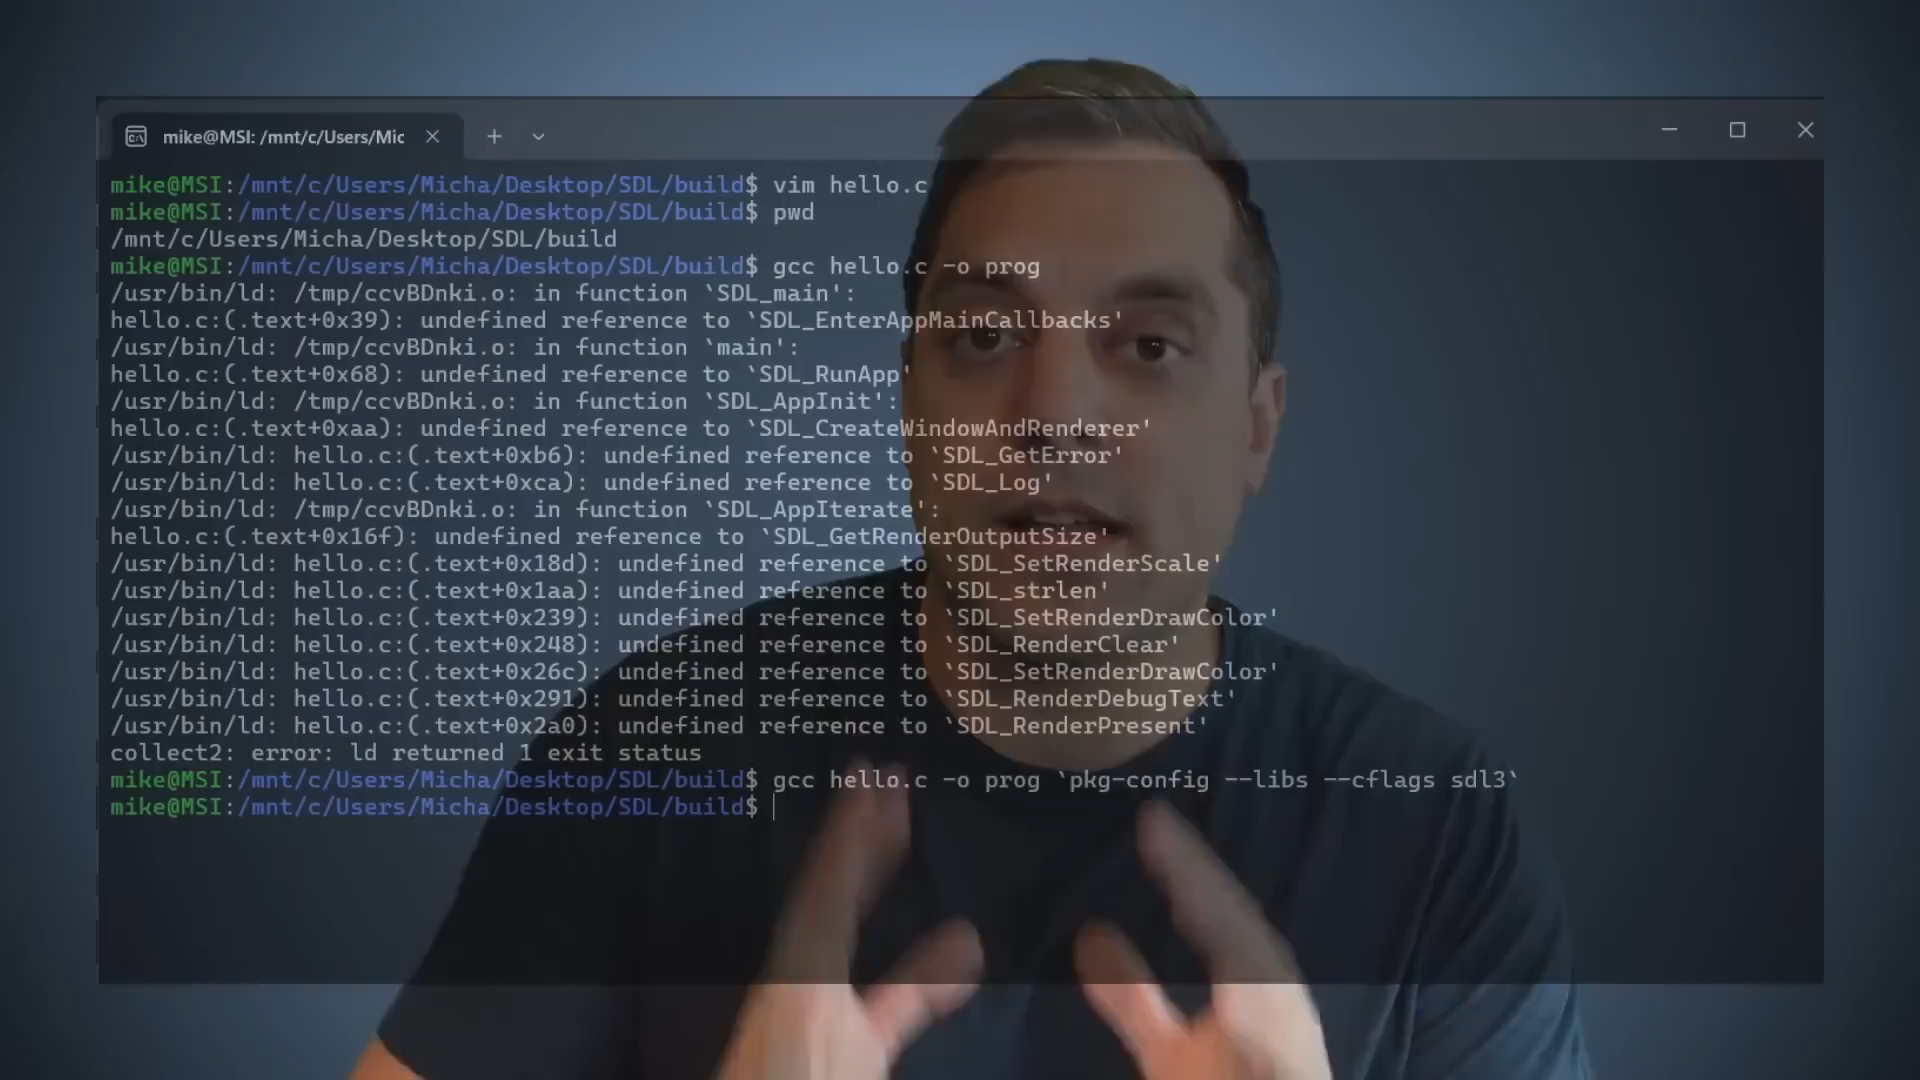 mike@MSI: /mnt/c/Users/Mic
mike@MSI:/mnt/c/Users/Micha/Desktop/SDL/build$ vim hello.c
mike@MSI:/mnt/c/Users/Micha/Desktop/SDL/build$ pwd
/mnt/c/Users/Micha/Desktop/SDL/build
mike@MSI:/mnt/c/Users/Micha/Desktop/SDL/build$ gcc hello.c -o prog
/usr/bin/ld: /tmp/ccvBDnki.o: in function `SDL_main':
hello.c:(.text+0x39): undefined reference to `SDL_EnterAppMainCallbacks'
/usr/bin/ld: /tmp/ccvBDnki.o: in function `main':
hello.c:(.text+0x68): undefined reference to `SDL_RunApp'
/usr/bin/ld: /tmp/ccvBDnki.o: in function `SDL_AppInit':
hello.c:(.text+0xaa): undefined reference to `SDL_CreateWindowAndRenderer'
/usr/bin/ld: hello.c:(.text+0xb6): undefined reference to `SDL_GetError'
/usr/bin/ld: hello.c:(.text+0xca): undefined reference to `SDL_Log'
/usr/bin/ld: /tmp/ccvBDnki.o: in function `SDL_AppIterate':
hello.c:(.text+0x16f): undefined reference to `SDL_GetRenderOutputSize'
/usr/bin/ld: hello.c:(.text+0x18d): undefined reference to `SDL_SetRenderScale'
/usr/bin/ld: hello.c:(.text+0x1aa): undefined reference to `SDL_strlen'
/usr/bin/ld: hello.c:(.text+0x239): undefined reference to `SDL_SetRenderDrawColor'
/usr/bin/ld: hello.c:(.text+0x248): undefined reference to `SDL_RenderClear'
/usr/bin/ld: hello.c:(.text+0x26c): undefined reference to `SDL_SetRenderDrawColor'
/usr/bin/ld: hello.c:(.text+0x291): undefined reference to `SDL_RenderDebugText'
/usr/bin/ld: hello.c:(.text+0x2a0): undefined reference to `SDL_RenderPresent'
collect2: error: ld returned 1 exit status
mike@MSI:/mnt/c/Users/Micha/Desktop/SDL/build$ gcc hello.c -o prog `pkg-config --libs --cflags sdl3`
mike@MSI:/mnt/c/Users/Micha/Desktop/SDL/build$